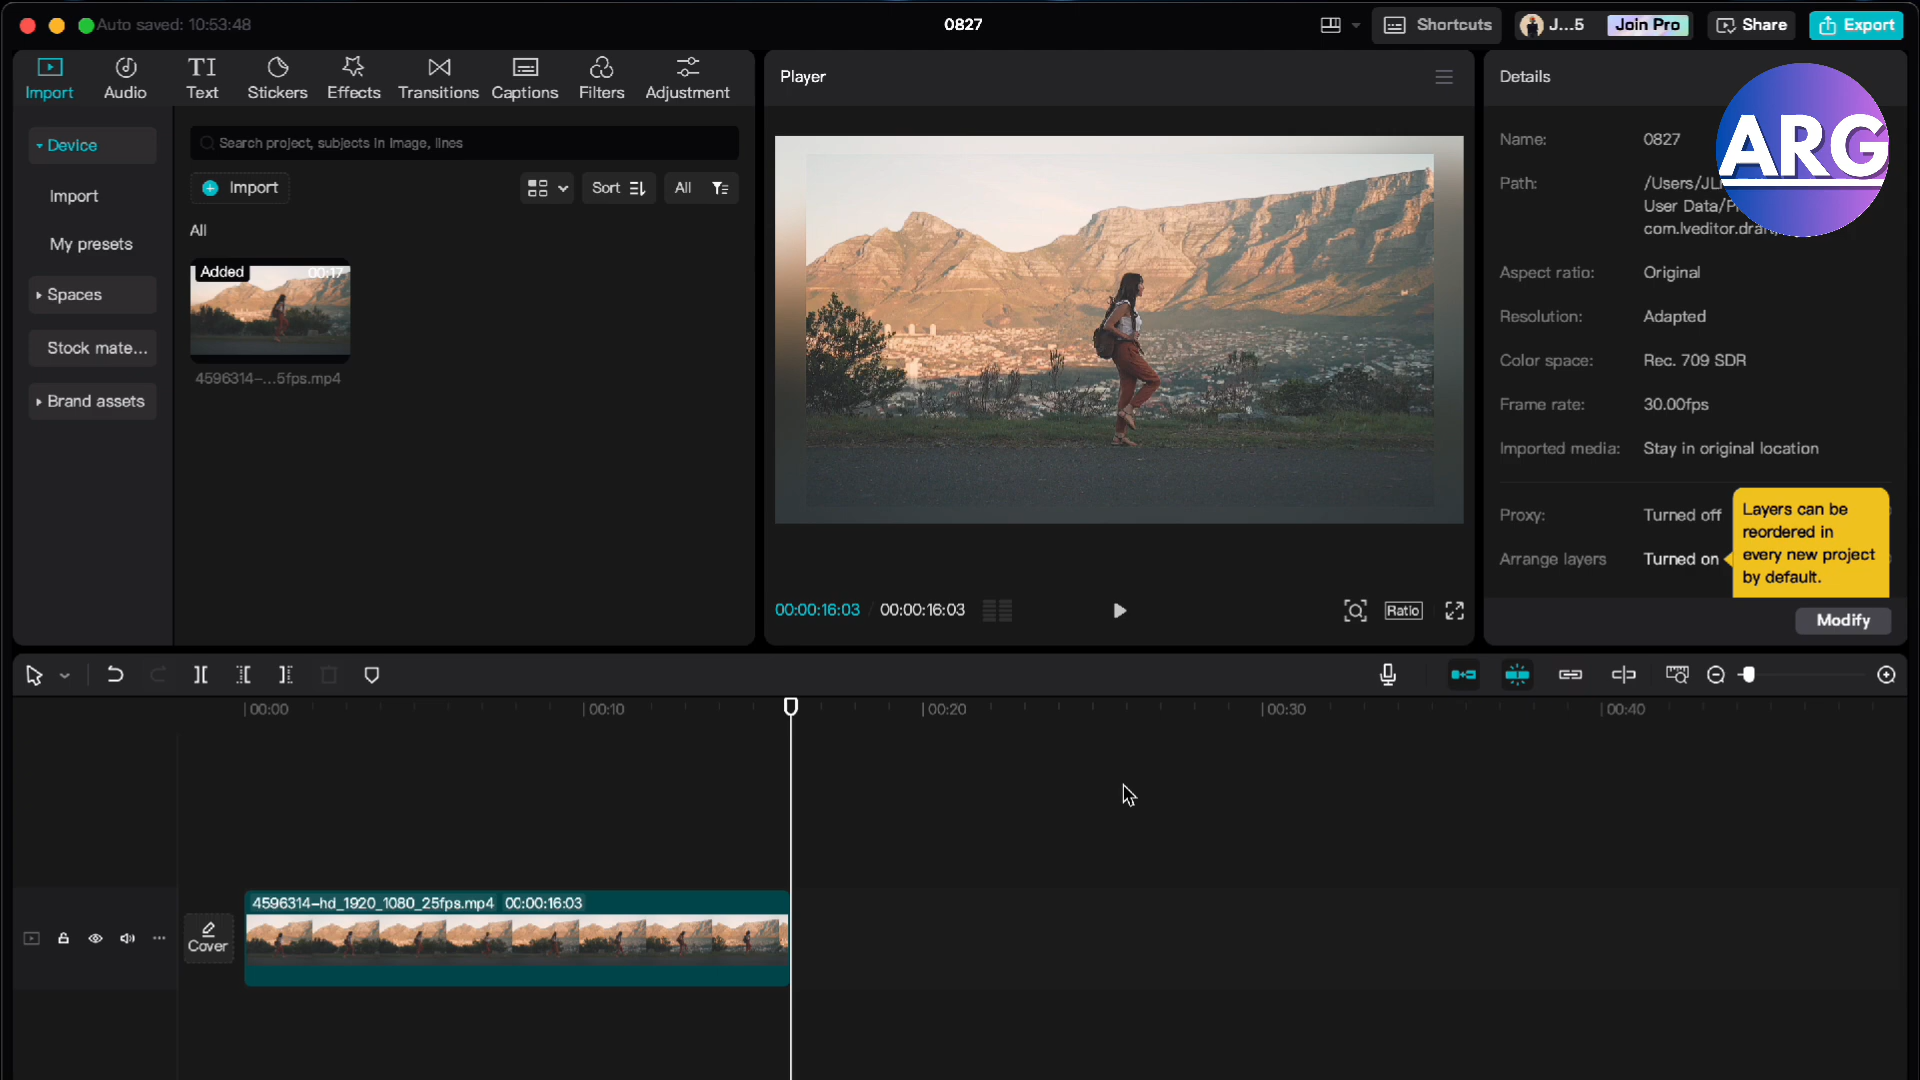 Auto saved: 10:53:48
0827
Shortcuts
J...5
Join Pro
Share
Export
Import
Audio
Text
Stickers
Effects
Transitions
Captions
Filters
Adjustment
Player
Details
Device
Import
My presets
Spaces
Stock mate...
Brand assets
Search project, subjects in image, lines
Import
Sort
All
All
Added
00:17
4596314-...5fps.mp4
Name: 0827
Path: /Users/JL
User Data/P
com.lveditor.dra
Aspect ratio: Original
Resolution: Adapted
Color space: Rec. 709 SDR
Frame rate: 30.00fps
Imported media: Stay in original location
Proxy: Turned off
Arrange layers Turned on
Layers can be
reordered in
every new project
by default.
Modify
ARG
00:00:16:03 / 00:00:16:03
Ratio
00:00
00:10
00:20
00:30
00:40
4596314-hd_1920_1080_25fps.mp4 00:00:16:03
Cover